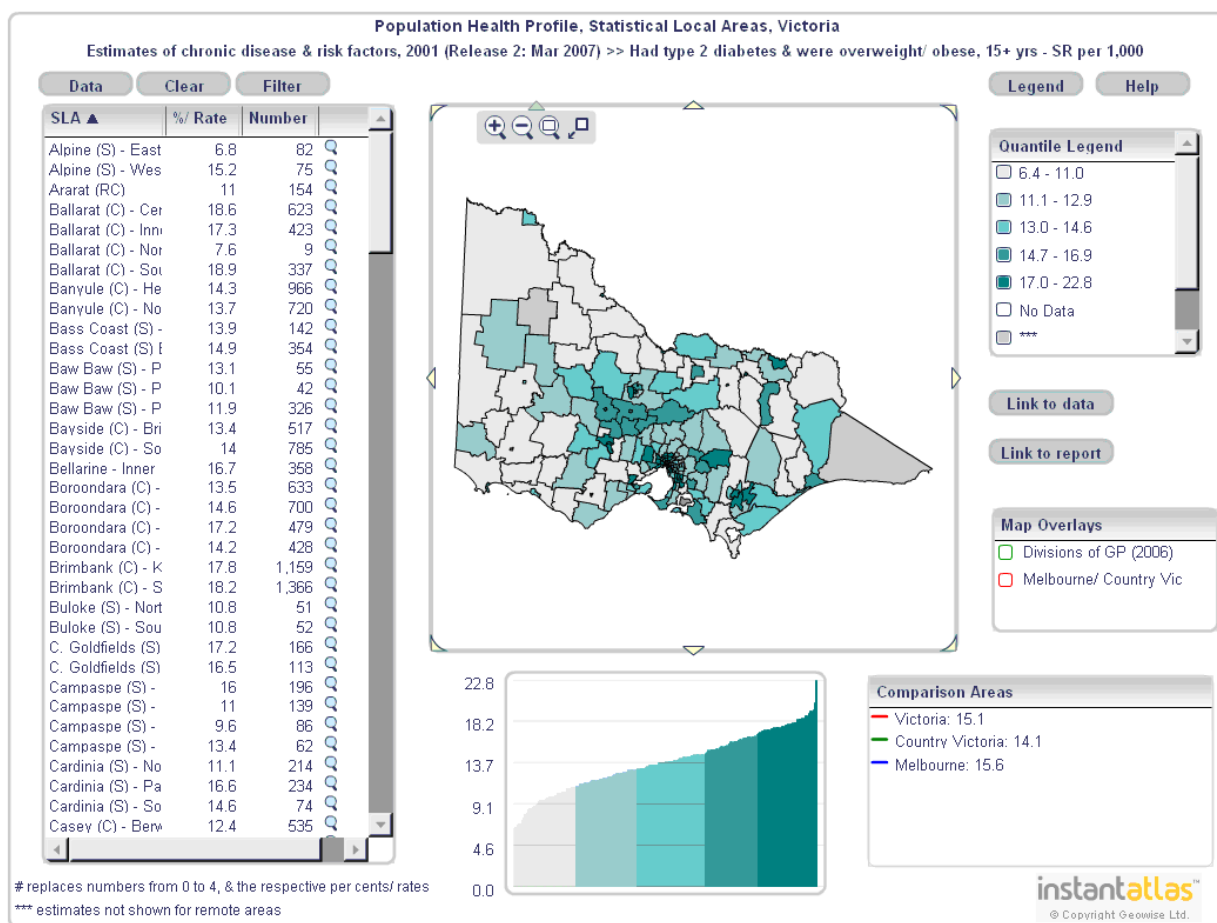 Population Health Profile, Statistical Local Areas, Victoria
Estimates of chronic disease & risk factors, 2001 (Release 2: Mar 2007) >> Had type 2 diabetes & were overweight/ obese, 15+ yrs - SR per 1,000
Data Clear Filter
SLA ▲ %/ Rate Number
Alpine (S) - East 6.8 82
Alpine (S) - Wes 15.2 75
Ararat (RC) 11 154
Ballarat (C) - Cer 18.6 623
Ballarat (C) - Inn 17.3 423
Ballarat (C) - Nor 7.6 9
Ballarat (C) - Sou 18.9 337
Banyule (C) - He 14.3 966
Banyule (C) - No 13.7 720
Bass Coast (S) - 13.9 142
Bass Coast (S) E 14.9 354
Baw Baw (S) - P 13.1 55
Baw Baw (S) - P 10.1 42
Baw Baw (S) - P 11.9 326
Bayside (C) - Bri 13.4 517
Bayside (C) - So 14 785
Bellarine - Inner 16.7 358
Boroondara (C) - 13.5 633
Boroondara (C) - 14.6 700
Boroondara (C) - 17.2 479
Boroondara (C) - 14.2 428
Brimbank (C) - K 17.8 1,159
Brimbank (C) - S 18.2 1,366
Buloke (S) - Nort 10.8 51
Buloke (S) - Sou 10.8 52
C. Goldfields (S) 17.2 166
C. Goldfields (S) 16.5 113
Campaspe (S) - 16 196
Campaspe (S) - 11 139
Campaspe (S) - 9.6 86
Campaspe (S) - 13.4 62
Cardinia (S) - No 11.1 214
Cardinia (S) - Pa 16.6 234
Cardinia (S) - So 14.6 74
Casey (C) - Berw 12.4 535
# replaces numbers from 0 to 4, & the respective per cents/ rates
*** estimates not shown for remote areas
22.8
18.2
13.7
9.1
4.6
0.0
Legend Help
Quantile Legend
6.4 - 11.0
11.1 - 12.9
13.0 - 14.6
14.7 - 16.9
17.0 - 22.8
No Data
***
Link to data
Link to report
Map Overlays
Divisions of GP (2006)
Melbourne/ Country Vic
Comparison Areas
Victoria: 15.1
Country Victoria: 14.1
Melbourne: 15.6
instantatlas™
© Copyright Geowise Ltd.